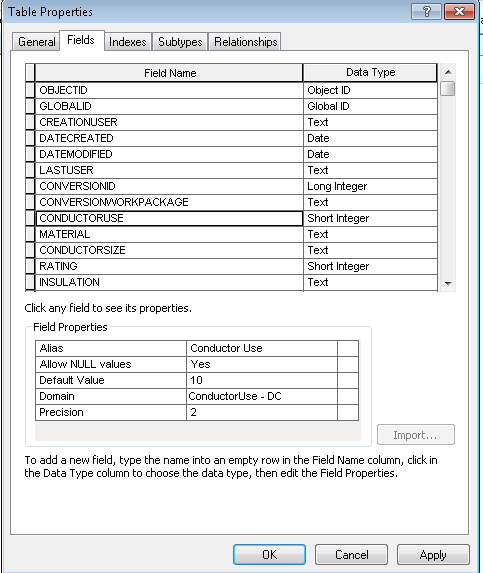 Table Properties
General Fields Indexes Subtypes Relationships
Field Name Data Type
OBJECTID Object ID
GLOBALID Global ID
CREATIONUSER Text
DATECREATED Date
DATEMODIFIED Date
LASTUSER Text
CONVERSIONID Long Integer
CONVERSIONWORKPACKAGE Text
CONDUCTORUSE Short Integer
MATERIAL Text
CONDUCTORSIZE Text
RATING Short Integer
INSULATION Text
Click any field to see its properties.
Field Properties
Alias Conductor Use
Allow NULL values Yes
Default Value 10
Domain ConductorUse - DC
Precision 2
Import...
To add a new field, type the name into an empty row in the Field Name column, click in
the Data Type column to choose the data type, then edit the Field Properties.
OK Cancel Apply